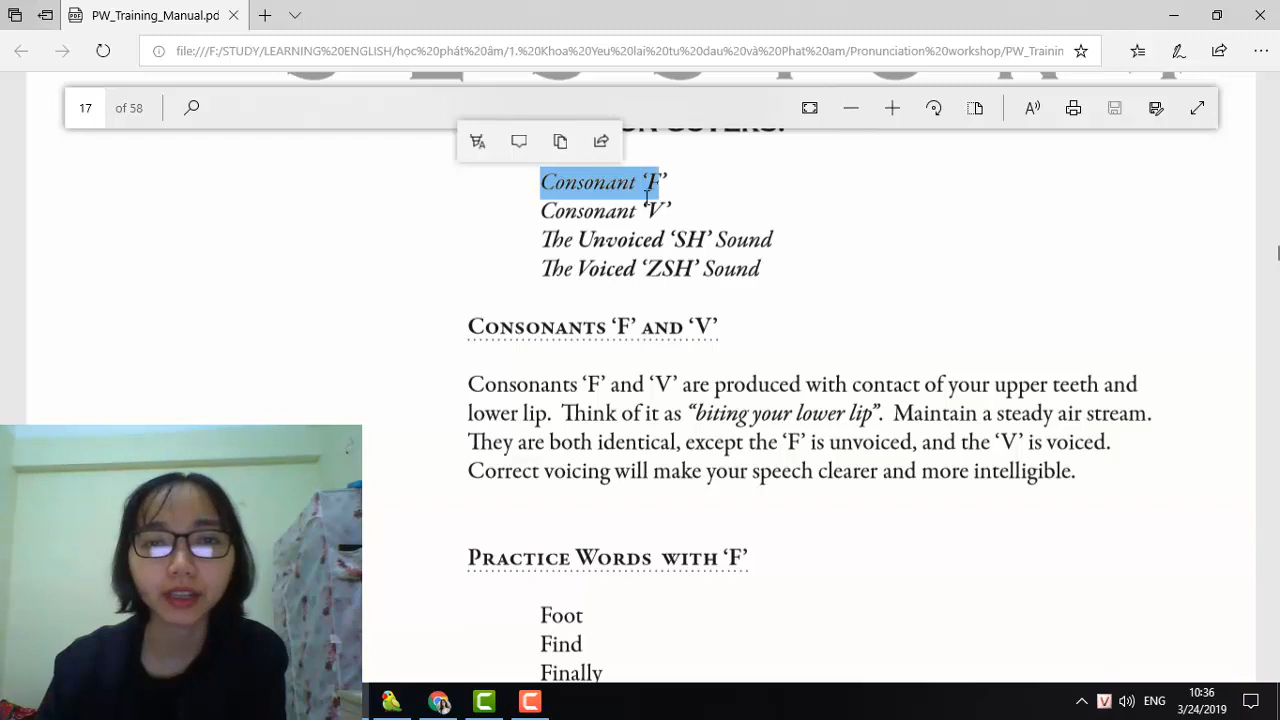 PW_Training_Manual.pdf
file:///F:/STUDY/LEARNING%20ENGLISH/học%20phát%20âm/1.%20Khoa%20Yeu%20lai%20tu%20dau%20và%20Phat%20am/Pronunciation%20workshop/PW_Trainin
17 of 58
Consonant ‘F’
Consonant ‘V’
The Unvoiced ‘SH’ Sound
The Voiced ‘ZSH’ Sound
Consonants ‘F’ and ‘V’
Consonants ‘F’ and ‘V’ are produced with contact of your upper teeth and
lower lip. Think of it as “biting your lower lip”. Maintain a steady air stream.
They are both identical, except the ‘F’ is unvoiced, and the ‘V’ is voiced.
Correct voicing will make your speech clearer and more intelligible.
Practice Words with ‘F’
Foot
Find
Finally
V ENG 10:36
3/24/2019